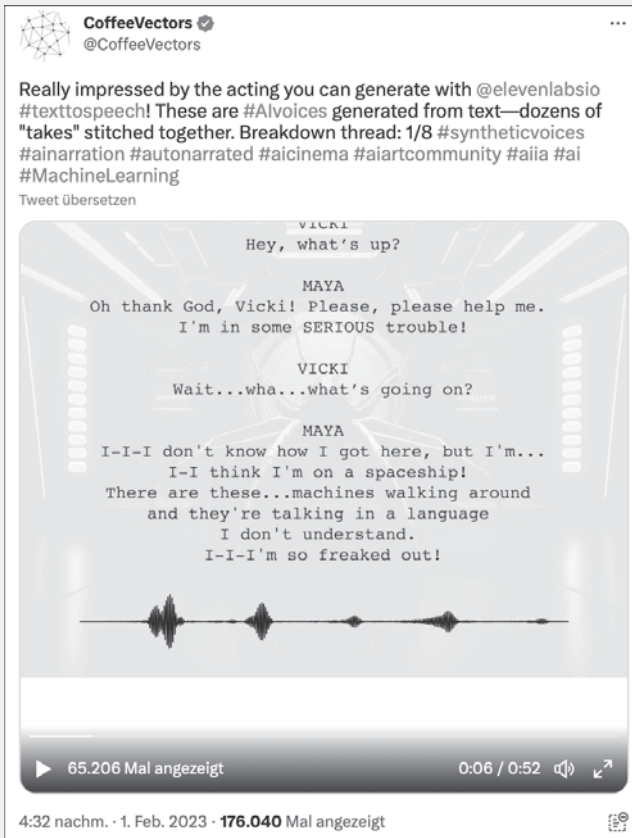 CoffeeVectors
@CoffeeVectors
Really impressed by the acting you can generate with @elevenlabsio
#texttospeech! These are #AIvoices generated from text—dozens of
"takes" stitched together. Breakdown thread: 1/8 #syntheticvoices
#ainarration #autonarrated #aicinema #aiartcommunity #aiia #ai
#MachineLearning
Tweet übersetzen
VICKI
Hey, what's up?
MAYA
Oh thank God, Vicki! Please, please help me.
I'm in some SERIOUS trouble!
VICKI
Wait...wha...what's going on?
MAYA
I-I-I don't know how I got here, but I'm...
I-I think I'm on a spaceship!
There are these...machines walking around
and they're talking in a language
I don't understand.
I-I-I'm so freaked out!
65.206 Mal angezeigt
0:06 / 0:52
4:32 nachm. · 1. Feb. 2023 · 176.040 Mal angezeigt